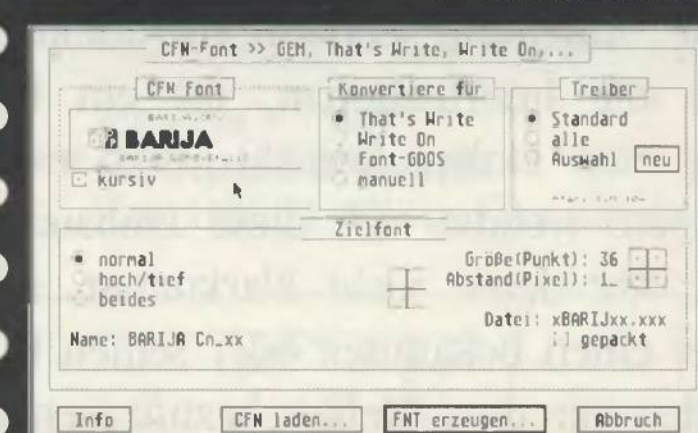 CFN-Font >> GEM, That's Write, Write On,...
CFN Font
BARIJA
kursiv
Konvertiere für
That's Write
Write On
Font-GDOS
manuell
Treiber
Standard
alle
Auswahl neu
Zielfont
normal
hoch/tief
beides
Größe(Punkt): 36
Abstand(Pixel): 1_
Name: BARIJA Cn_xx
Datei: xBARIJxx.xxx
gepackt
Info CFN laden... FNT erzeugen... Abbruch